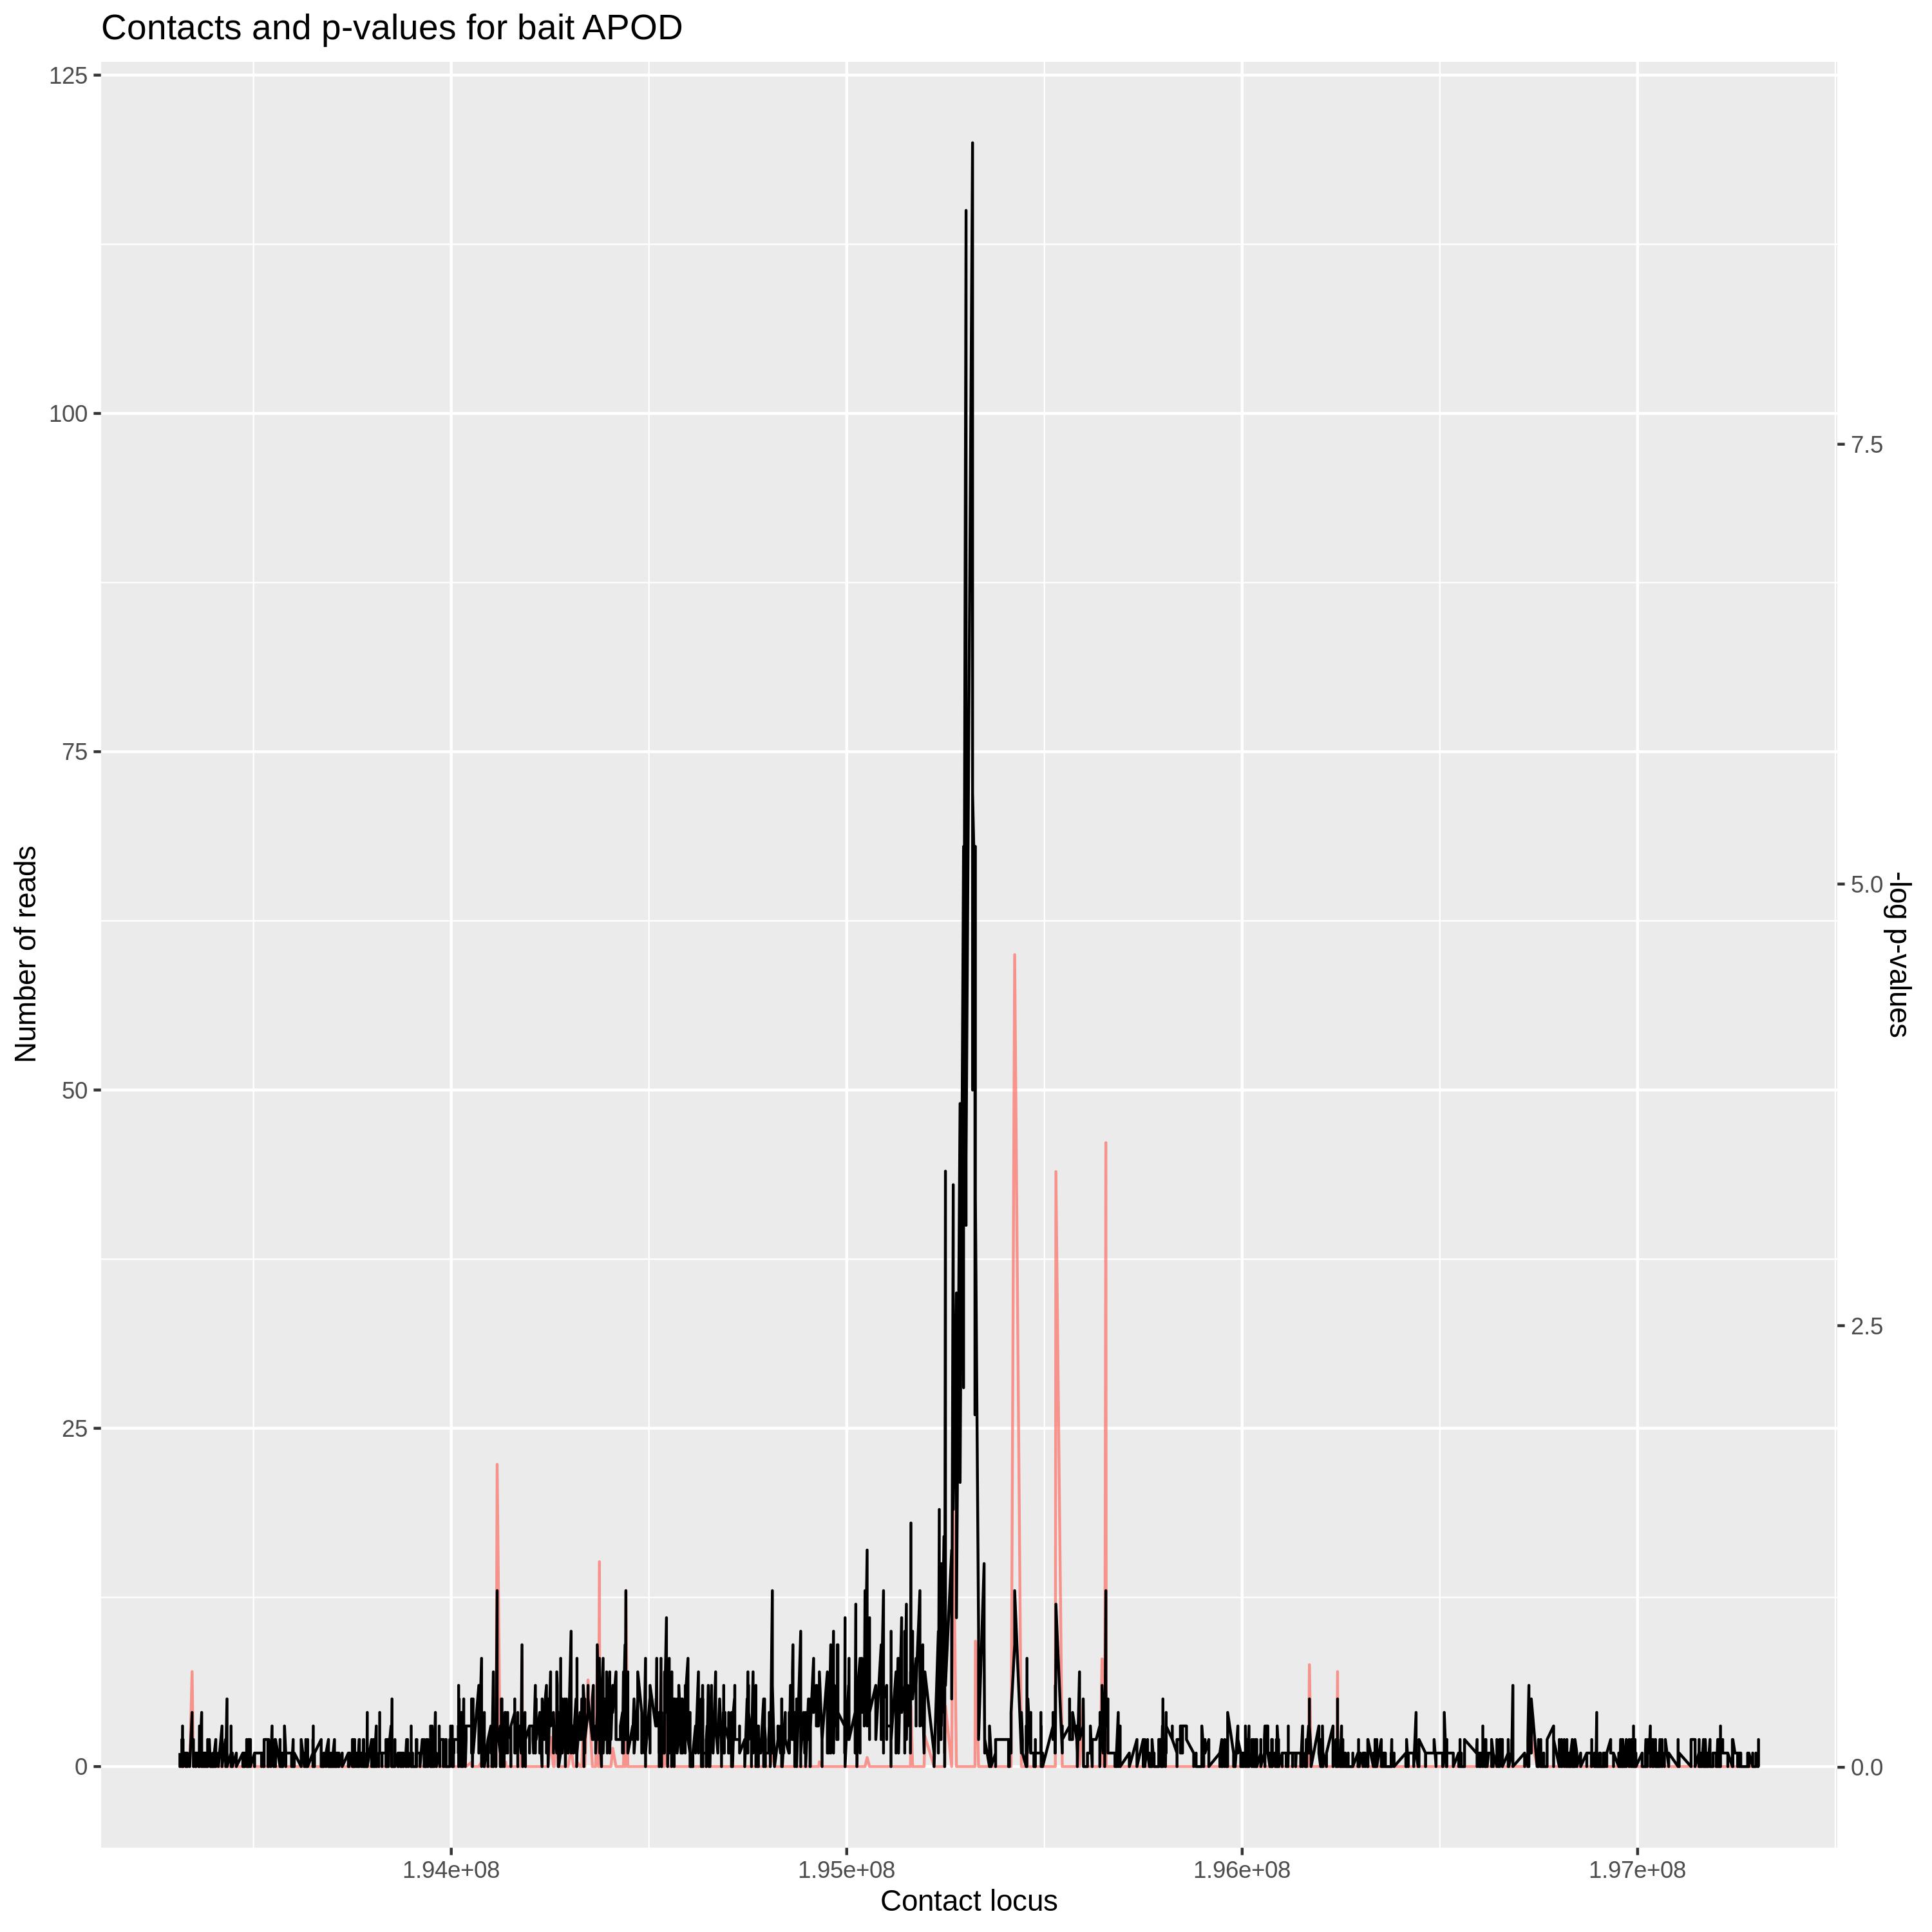 Contacts and p-values for bait APOD
125
100
75
50
25
0
Number of reads
7.5
5.0
2.5
0.0
-log p-values
1.94e+08
1.95e+08
1.96e+08
1.97e+08
Contact locus